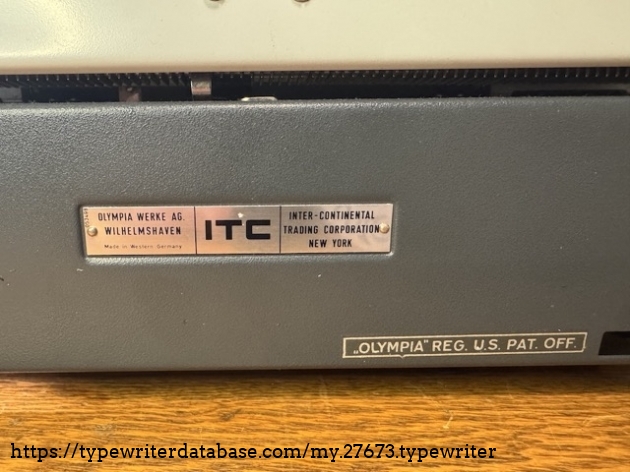 OLYMPIA WERKE AG.
WILHELMSHAVEN
Made in Western Germany
ITC
INTER-CONTINENTAL
TRADING CORPORATION
NEW YORK
„OLYMPIA" REG. U.S. PAT. OFF.
https://typewriterdatabase.com/my.27673.typewriter